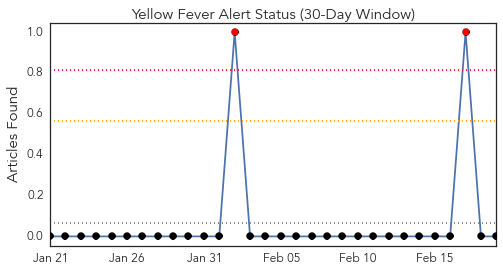 Yellow Fever Alert Status (30-Day Window)
Articles Found
1.0
0.8
0.6
0.4
0.2
0.0
Jan 21 Jan 26 Jan 31 Feb 05 Feb 10 Feb 15